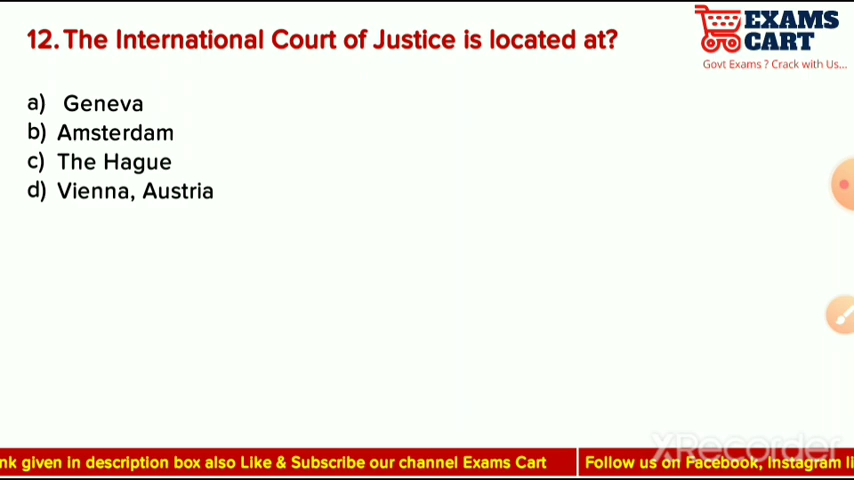 12. The International Court of Justice is located at?
EXAMS
CART
Govt Exams ? Crack with Us...
a) Geneva
b) Amsterdam
c) The Hague
d) Vienna, Austria
XRecorder
nk given in description box also Like & Subscribe our channel Exams Cart
Follow us on Facebook, Instagram li